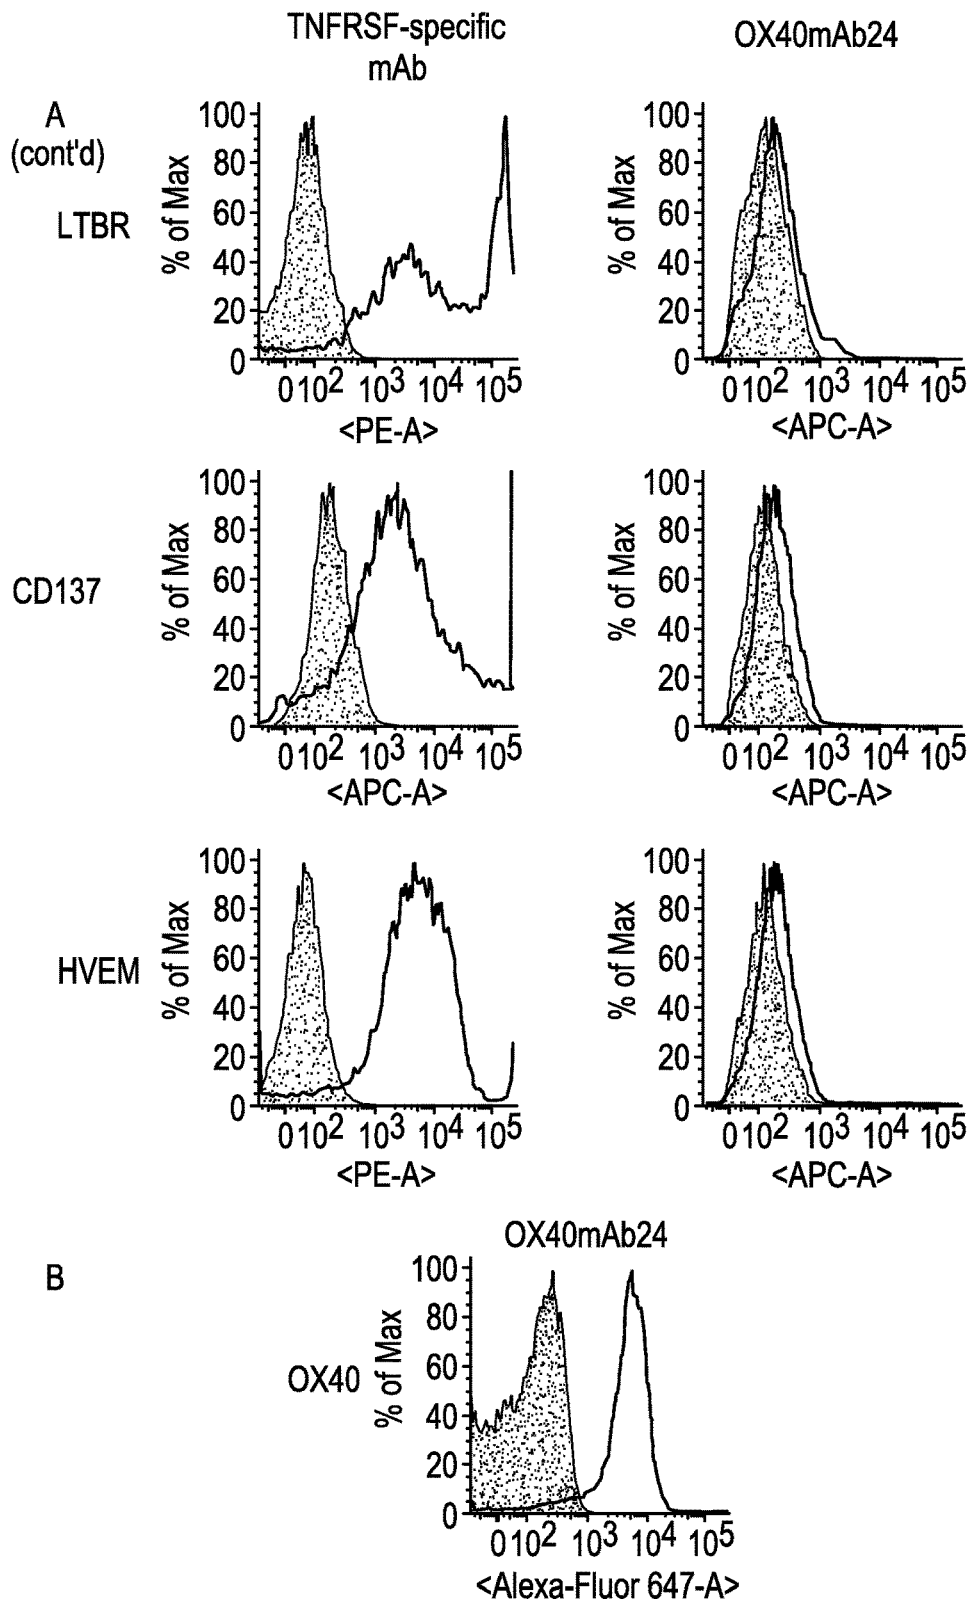 TNFRSF-specific
mAb
OX40mAb24
A
(cont'd)
LTBR
% of Max
100
80
60
40
20
0
0 10² 10³ 10⁴ 10⁵
<PE-A>
% of Max
100
80
60
40
20
0
0 10² 10³ 10⁴ 10⁵
<APC-A>
CD137
% of Max
100
80
60
40
20
0
0 10² 10³ 10⁴ 10⁵
<APC-A>
% of Max
100
80
60
40
20
0
0 10² 10³ 10⁴ 10⁵
<APC-A>
HVEM
% of Max
100
80
60
40
20
0
0 10² 10³ 10⁴ 10⁵
<PE-A>
% of Max
100
80
60
40
20
0
0 10² 10³ 10⁴ 10⁵
<APC-A>
B
OX40mAb24
OX40
% of Max
100
80
60
40
20
0
0 10² 10³ 10⁴ 10⁵
<Alexa-Fluor 647-A>